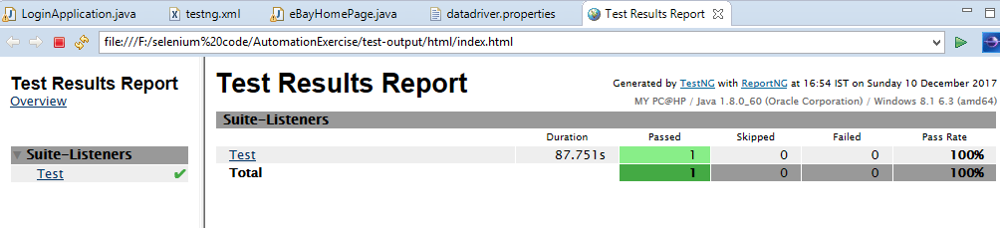 LoginApplication.java testng.xml eBayHomePage.java datadriver.properties Test Results Report
file:///F:/selenium%20code/AutomationExercise/test-output/html/index.html
Test Results Report
Overview
Suite-Listeners
Test
Test Results Report
Generated by TestNG with ReportNG at 16:54 IST on Sunday 10 December 2017
MY PC@HP / Java 1.8.0_60 (Oracle Corporation) / Windows 8.1 6.3 (amd64)
Suite-Listeners
Duration Passed Skipped Failed Pass Rate
Test 87.751s 1 0 0 100%
Total 1 0 0 100%